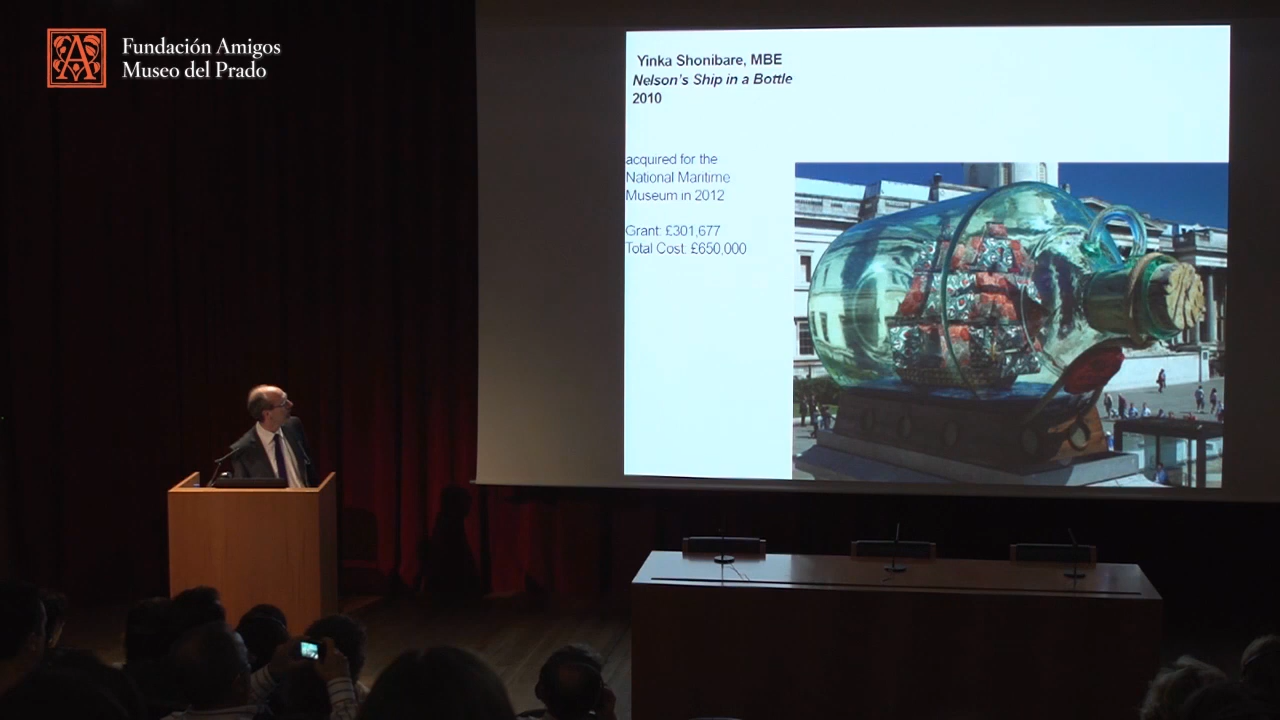 Fundación Amigos
Museo del Prado
Yinka Shonibare, MBE
Nelson's Ship in a Bottle
2010
acquired for the
National Maritime
Museum in 2012
Grant: £301,677
Total Cost: £650,000